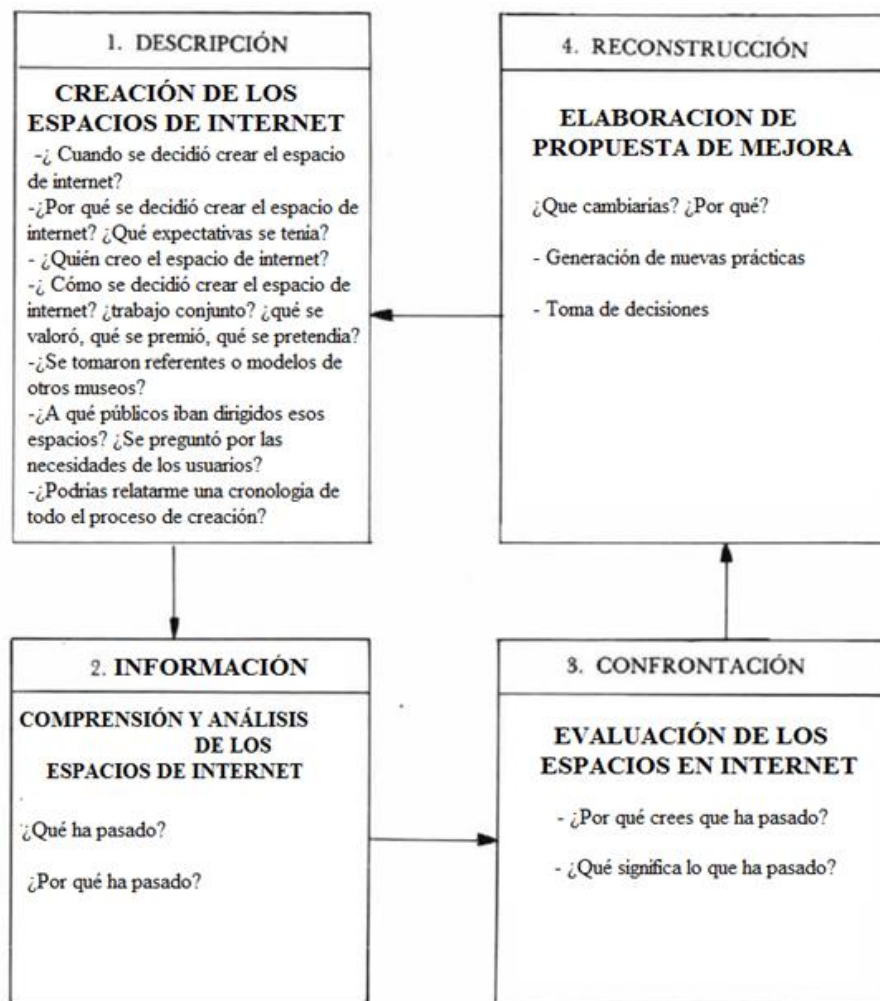 1. DESCRIPCIÓN
CREACIÓN DE LOS
ESPACIOS DE INTERNET
-¿ Cuando se decidió crear el espacio
de internet?
-¿Por qué se decidió crear el espacio de
internet? ¿Qué expectativas se tenia?
- ¿Quién creo el espacio de internet?
-¿ Cómo se decidió crear el espacio de
internet? ¿trabajo conjunto? ¿qué se
valoró, qué se premió, qué se pretendia?
-¿Se tomaron referentes o modelos de
otros museos?
-¿A qué públicos iban dirigidos esos
espacios? ¿Se preguntó por las
necesidades de los usuarios?
-¿Podrias relatarme una cronologia de
todo el proceso de creación?
2. INFORMACIÓN
COMPRENSIÓN Y ANÁLISIS
DE LOS
ESPACIOS DE INTERNET
¿Qué ha pasado?
¿Por qué ha pasado?
3. CONFRONTACIÓN
EVALUACIÓN DE LOS
ESPACIOS EN INTERNET
- ¿Por qué crees que ha pasado?
- ¿Qué significa lo que ha pasado?
4. RECONSTRUCCIÓN
ELABORACION DE
PROPUESTA DE MEJORA
¿Que cambiarias? ¿Por qué?
- Generación de nuevas prácticas
- Toma de decisiones